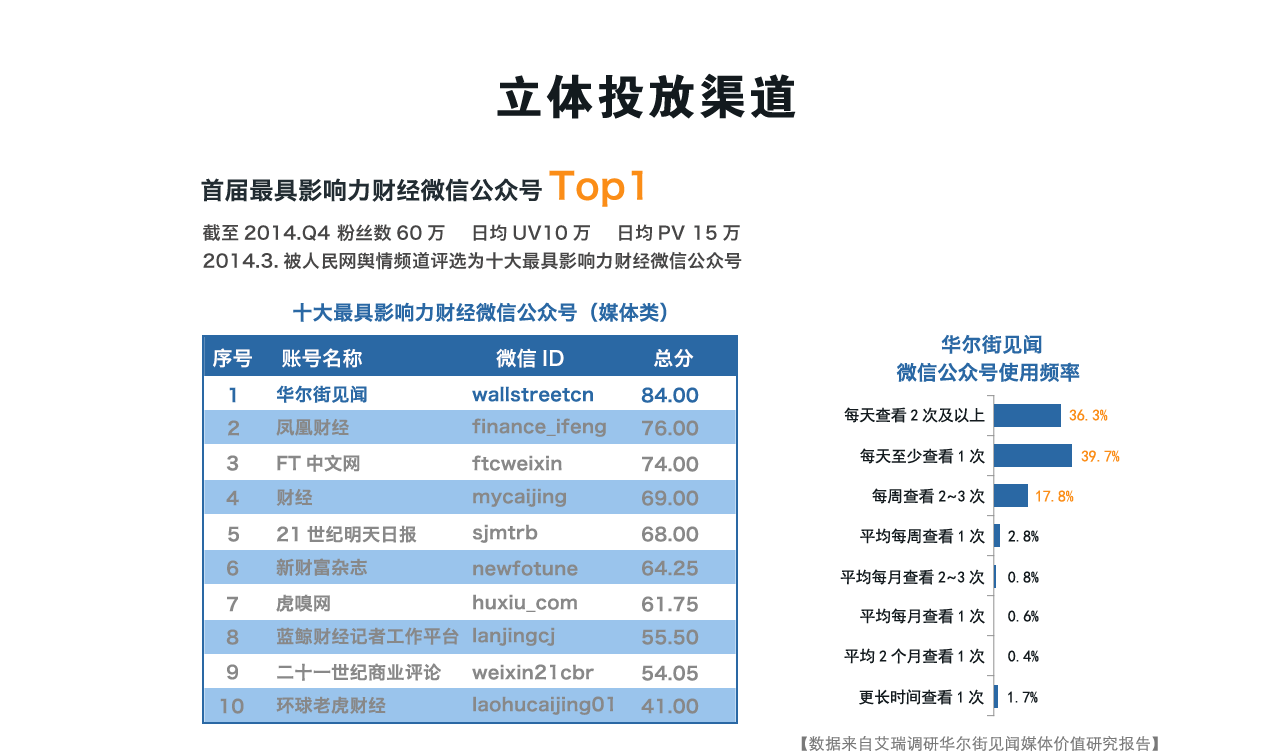 立体投放渠道
首届最具影响力财经微信公众号 Top1
截至 2014.Q4 粉丝数 60 万 日均 UV10 万 日均 PV 15 万
2014.3. 被人民网舆情频道评选为十大最具影响力财经微信公众号
十大最具影响力财经微信公众号（媒体类）
序号 账号名称 微信 ID 总分
1 华尔街见闻 wallstreetcn 84.00
2 凤凰财经 finance_ifeng 76.00
3 FT 中文网 ftcweixin 74.00
4 财经 mycaijing 69.00
5 21 世纪明天日报 sjmtrb 68.00
6 新财富杂志 newfotune 64.25
7 虎嗅网 huxiu_com 61.75
8 蓝鲸财经记者工作平台 lanjingcj 55.50
9 二十一世纪商业评论 weixin21cbr 54.05
10 环球老虎财经 laohucaijing01 41.00
华尔街见闻
微信公众号使用频率
每天查看 2 次及以上 36.3%
每天至少查看 1 次 39.7%
每周查看 2~3 次 17.8%
平均每周查看 1 次 2.8%
平均每月查看 2~3 次 0.8%
平均每月查看 1 次 0.6%
平均 2 个月查看 1 次 0.4%
更长时间查看 1 次 1.7%
【数据来自艾瑞调研华尔街见闻媒体价值研究报告】